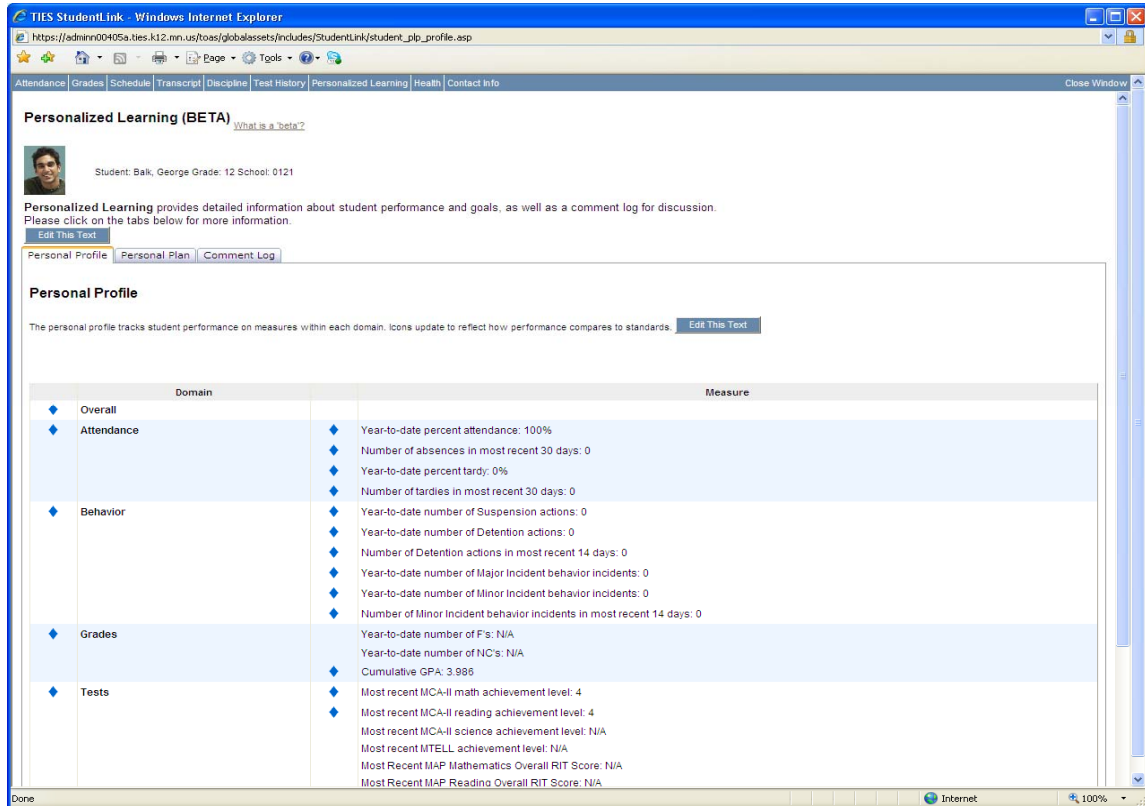 TIES StudentLink - Windows Internet Explorer
https://adminn00405a.ties.k12.mn.us/toas/globalassets/includes/StudentLink/student_plp_profile.asp
Page Tools
Attendance Grades Schedule Transcript Discipline Test History Personalized Learning Health Contact Info Close Window
Personalized Learning (BETA) What is a 'beta'?
Student: Balk, George Grade: 12 School: 0121
Personalized Learning provides detailed information about student performance and goals, as well as a comment log for discussion.
Please click on the tabs below for more information.
Edit This Text
Personal Profile Personal Plan Comment Log
Personal Profile
The personal profile tracks student performance on measures within each domain. Icons update to reflect how performance compares to standards. Edit This Text
Domain Measure
Overall
Attendance Year-to-date percent attendance: 100%
Number of absences in most recent 30 days: 0
Year-to-date percent tardy: 0%
Number of tardies in most recent 30 days: 0
Behavior Year-to-date number of Suspension actions: 0
Year-to-date number of Detention actions: 0
Number of Detention actions in most recent 14 days: 0
Year-to-date number of Major Incident behavior incidents: 0
Year-to-date number of Minor Incident behavior incidents: 0
Number of Minor Incident behavior incidents in most recent 14 days: 0
Grades Year-to-date number of F's: N/A
Year-to-date number of NC's: N/A
Cumulative GPA: 3.986
Tests Most recent MCA-II math achievement level: 4
Most recent MCA-II reading achievement level: 4
Most recent MCA-II science achievement level: N/A
Most recent MTELL achievement level: N/A
Most Recent MAP Mathematics Overall RIT Score: N/A
Most Recent MAP Reading Overall RIT Score: N/A
Done Internet 100%